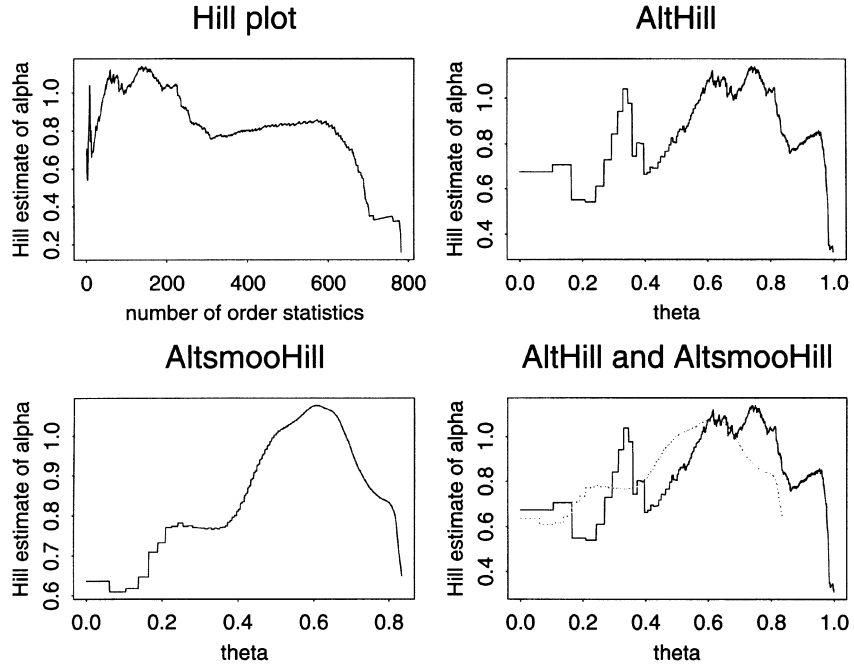 Hill plot
Hill estimate of alpha
0.2 0.4 0.6 0.8 1.0
0 200 400 600 800
number of order statistics
AltHill
Hill estimate of alpha
0.4 0.6 0.8 1.0
0.0 0.2 0.4 0.6 0.8 1.0
theta
AltsmooHill
Hill estimate of alpha
0.6 0.7 0.8 0.9 1.0
0.0 0.2 0.4 0.6 0.8
theta
AltHill and AltsmooHill
Hill estimate of alpha
0.4 0.6 0.8 1.0
0.0 0.2 0.4 0.6 0.8 1.0
theta